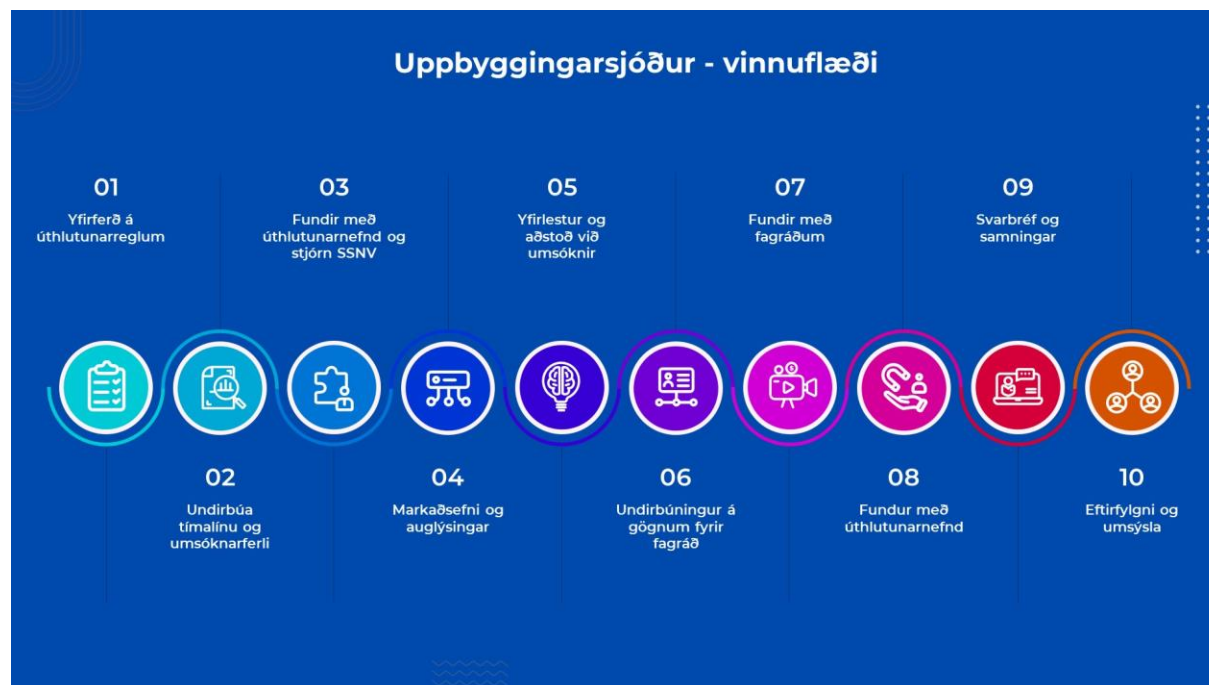 Uppbyggingarsjóður - vinnuflæði
01
Yfirferð á
úthlutunarreglum
02
Undirbúa
tímalínu og
umsóknarferli
03
Fundir með
úthlutunarnefnd og
stjórn SSNV
04
Markaðsefni og
auglýsingar
05
Yfirlestur og
aðstoð við
umsóknir
06
Undirbúningur á
gögnum fyrir
fagráð
07
Fundir með
fagráðum
08
Fundur með
úthlutunarnefnd
09
Svarbréf og
samningar
10
Eftirfylgni og
umsýsla